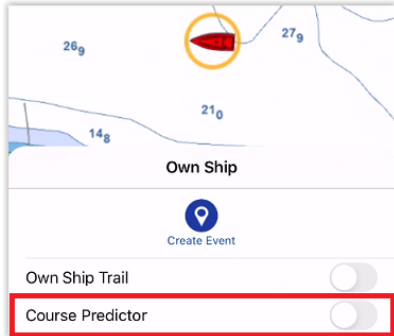 26₉
27₉
21₀
14₈
Own Ship
Create Event
Own Ship Trail
Course Predictor